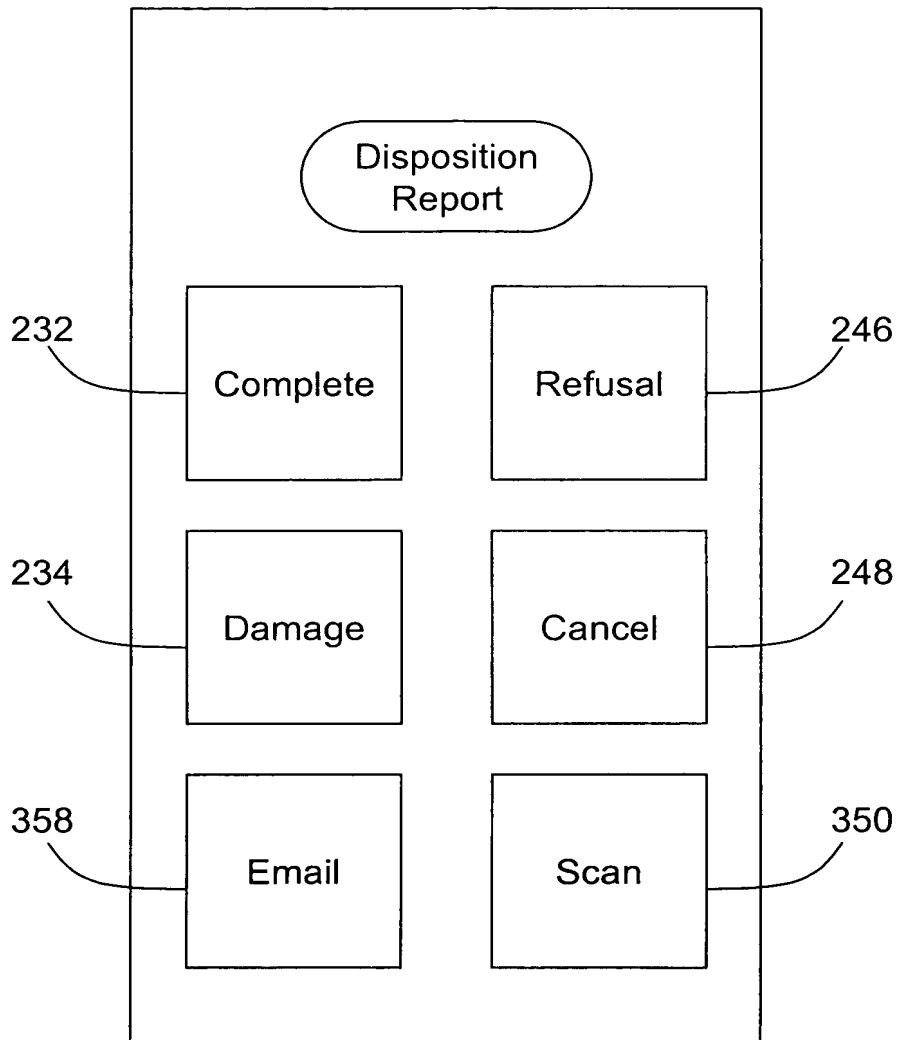 Disposition
Report
232
Complete
Refusal
246
234
Damage
Cancel
248
358
Email
Scan
350